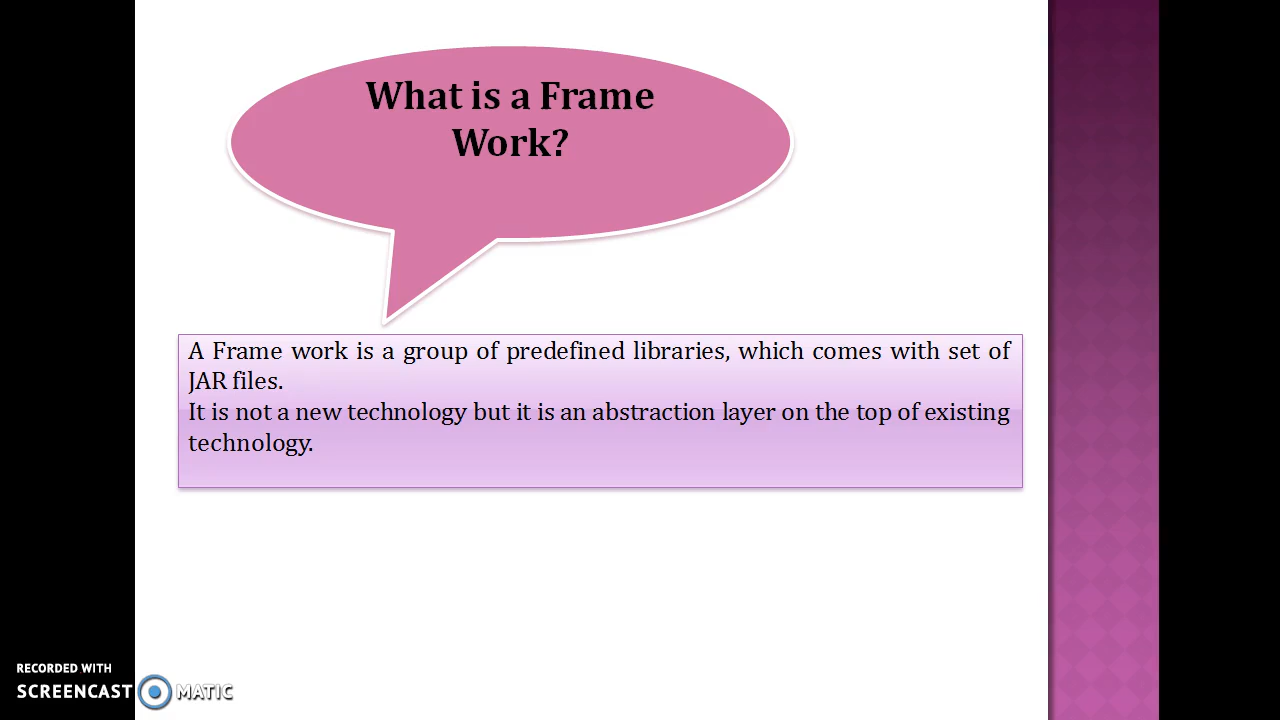 What is a Frame
Work?
A Frame work is a group of predefined libraries, which comes with set of
JAR files.
It is not a new technology but it is an abstraction layer on the top of existing
technology.
RECORDED WITH
SCREENCAST MATIC